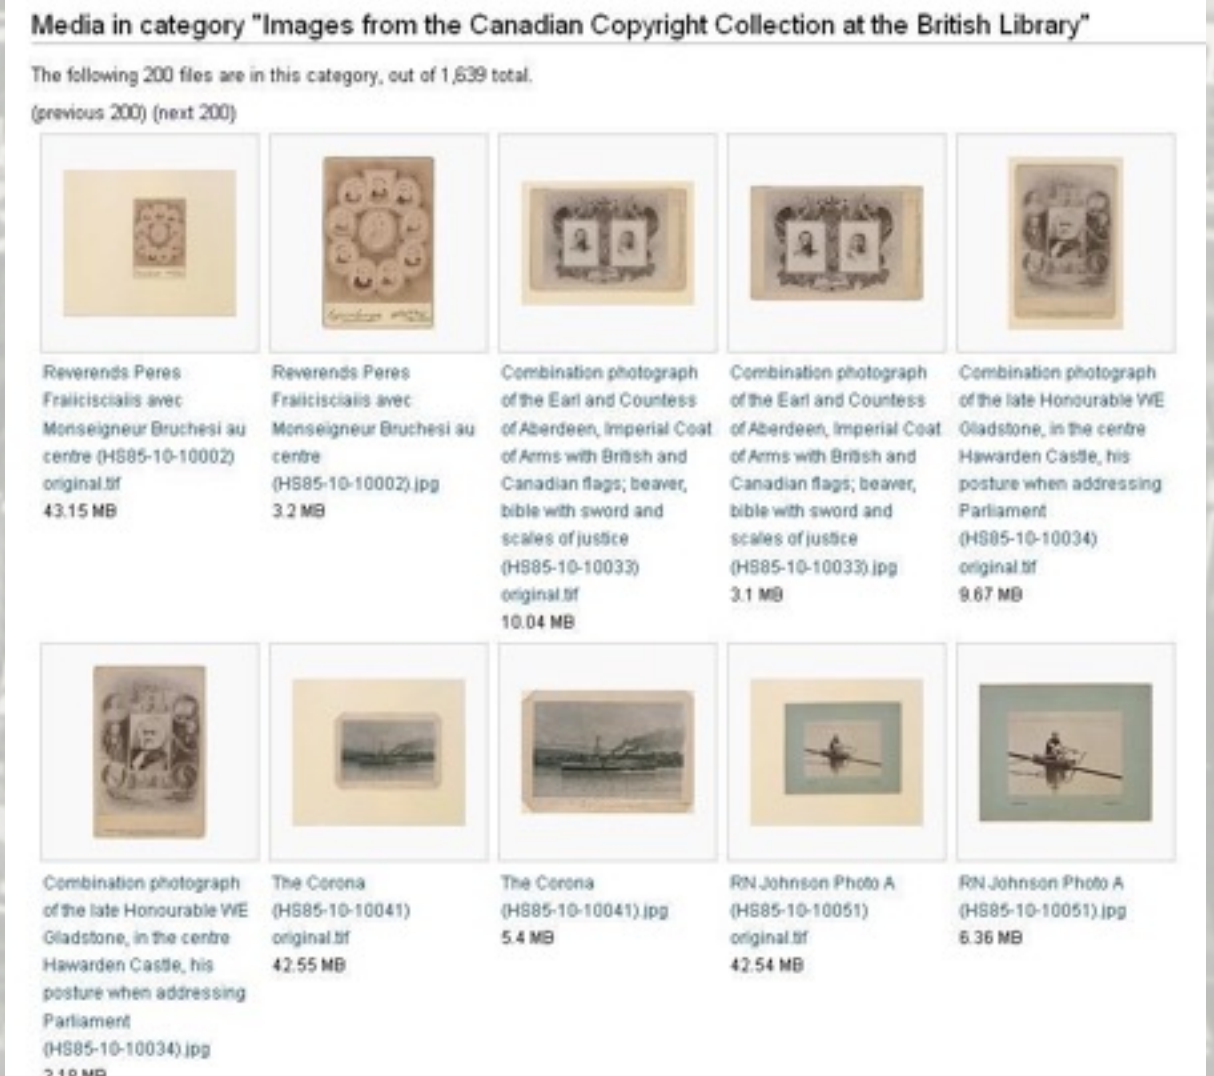 Media in category "Images from the Canadian Copyright Collection at the British Library"
The following 200 files are in this category, out of 1,639 total.
(previous 200) (next 200)
Reverends Peres
Fraiiciscialis avec
Monseigneur Bruchesi au
centre (HS85-10-10002)
original.tif
43.15 MB
Reverends Peres
Fraiiciscialis avec
Monseigneur Bruchesi au
centre
(HS85-10-10002).jpg
3.2 MB
Combination photograph
of the Earl and Countess
of Aberdeen, Imperial Coat
of Arms with British and
Canadian flags; beaver,
bible with sword and
scales of justice
(HS85-10-10033)
original.tif
10.04 MB
Combination photograph
of the Earl and Countess
of Aberdeen, Imperial Coat
of Arms with British and
Canadian flags; beaver,
bible with sword and
scales of justice
(HS85-10-10033).jpg
3.1 MB
Combination photograph
of the late Honourable WE
Gladstone, in the centre
Hawarden Castle, his
posture when addressing
Parliament
(HS85-10-10034)
original.tif
9.67 MB
Combination photograph
of the late Honourable WE
Gladstone, in the centre
Hawarden Castle, his
posture when addressing
Parliament
(HS85-10-10034).jpg
3.18 MB
The Corona
(HS85-10-10041)
original.tif
42.55 MB
The Corona
(HS85-10-10041).jpg
5.4 MB
RN Johnson Photo A
(HS85-10-10051)
original.tif
42.54 MB
RN Johnson Photo A
(HS85-10-10051).jpg
6.36 MB